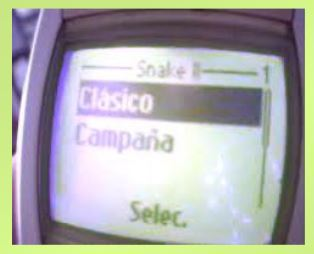 Snake II 1
Clásico
Campaña
Selec.